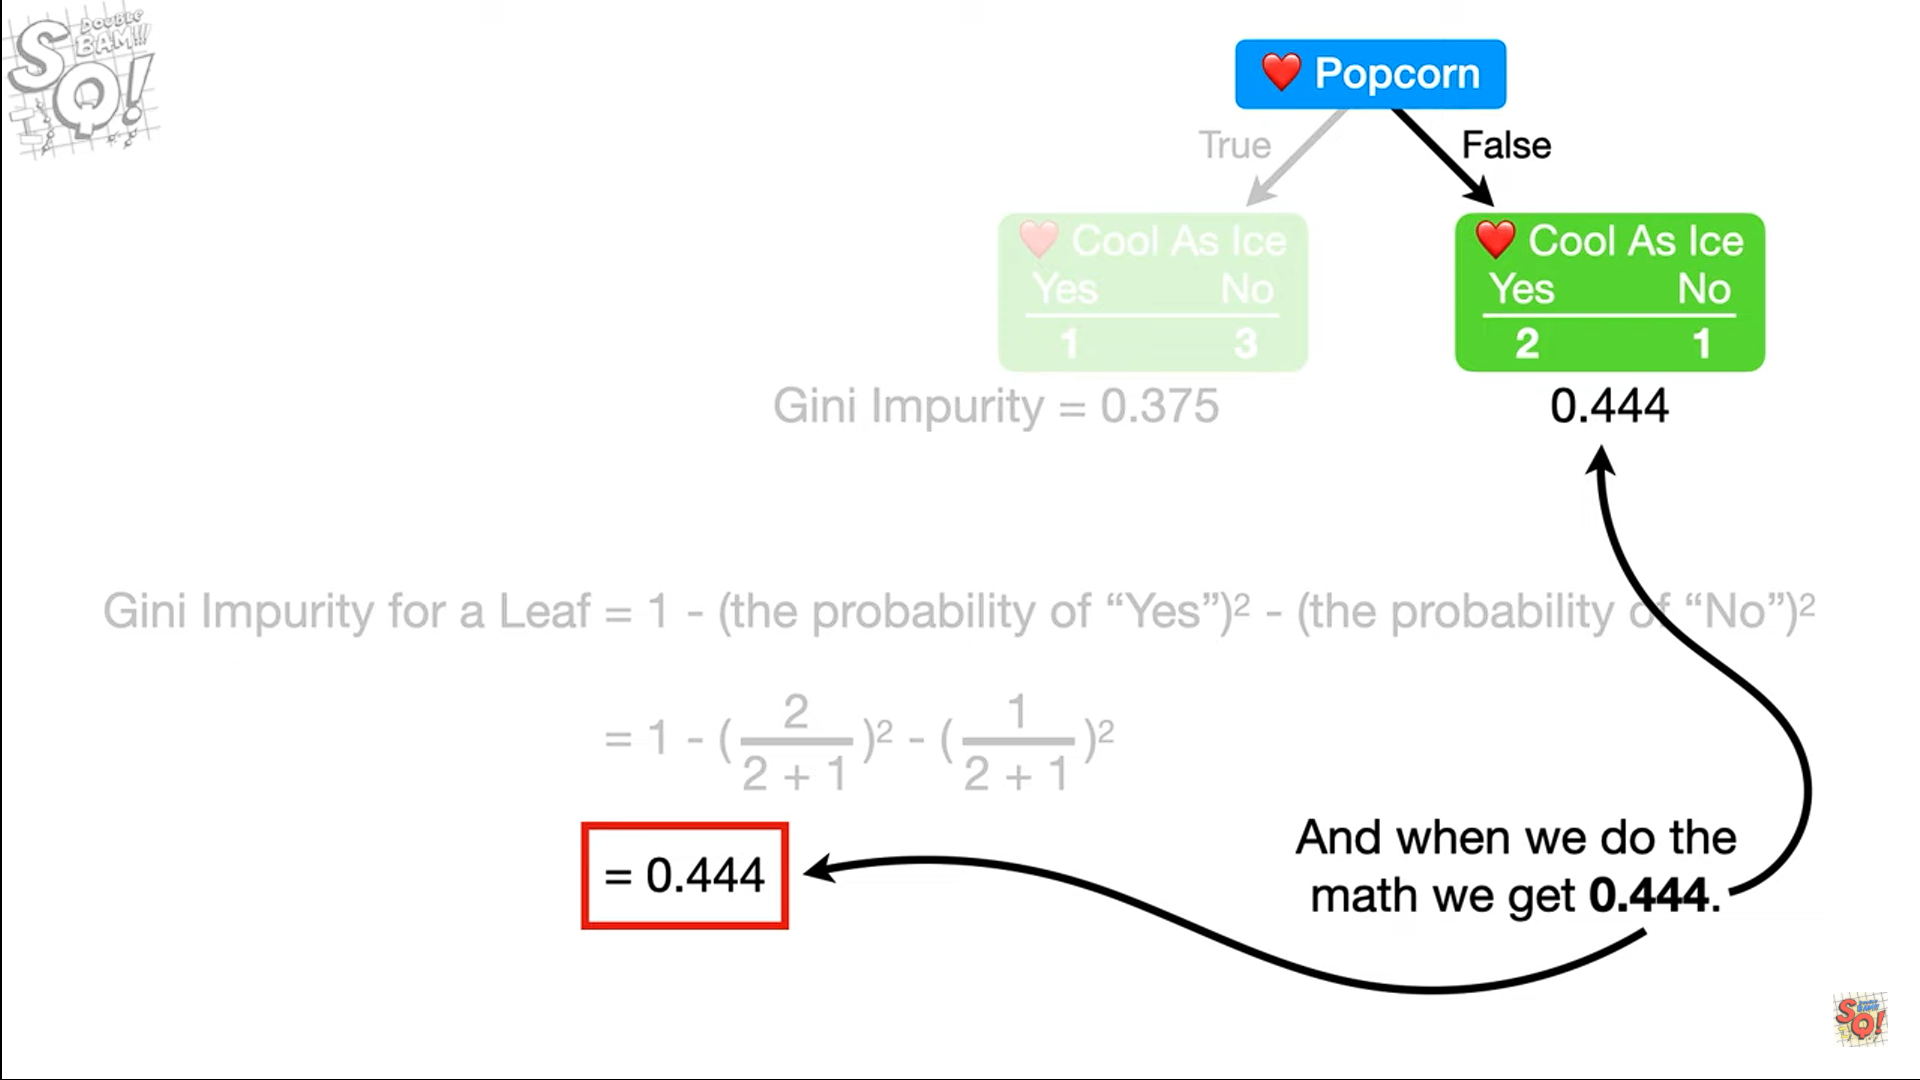 DOUBLE
BAM!!!
SQ!
❤️ Popcorn
True
False
❤️ Cool As Ice
Yes No
1 3
❤️ Cool As Ice
Yes No
2 1
Gini Impurity = 0.375
0.444
Gini Impurity for a Leaf = 1 - (the probability of “Yes”)² - (the probability of “No”)²
= 1 - (2/2 + 1)² - (1/2 + 1)²
= 0.444
And when we do the
math we get 0.444.
SQ!